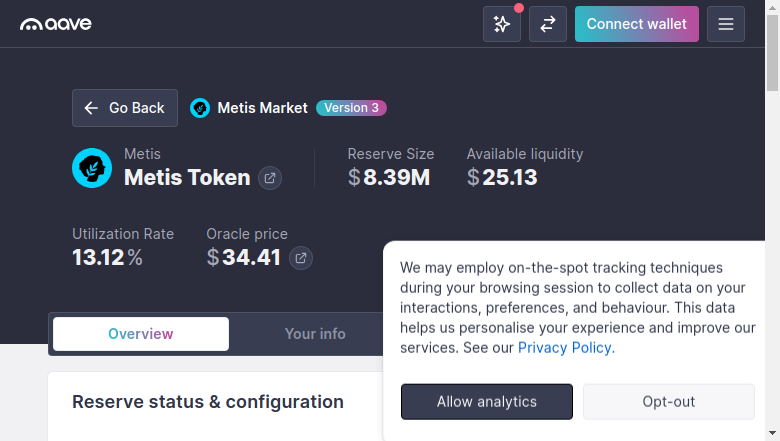 aave
Connect wallet
Go Back
Metis Market
Version 3
Metis
Metis Token
Reserve Size
$8.39M
Available liquidity
$25.13
Utilization Rate
13.12%
Oracle price
$34.41
We may employ on-the-spot tracking techniques
during your browsing session to collect data on your
interactions, preferences, and behaviour. This data
helps us personalise your experience and improve our
services. See our Privacy Policy.
Allow analytics
Opt-out
Overview
Your info
Reserve status & configuration